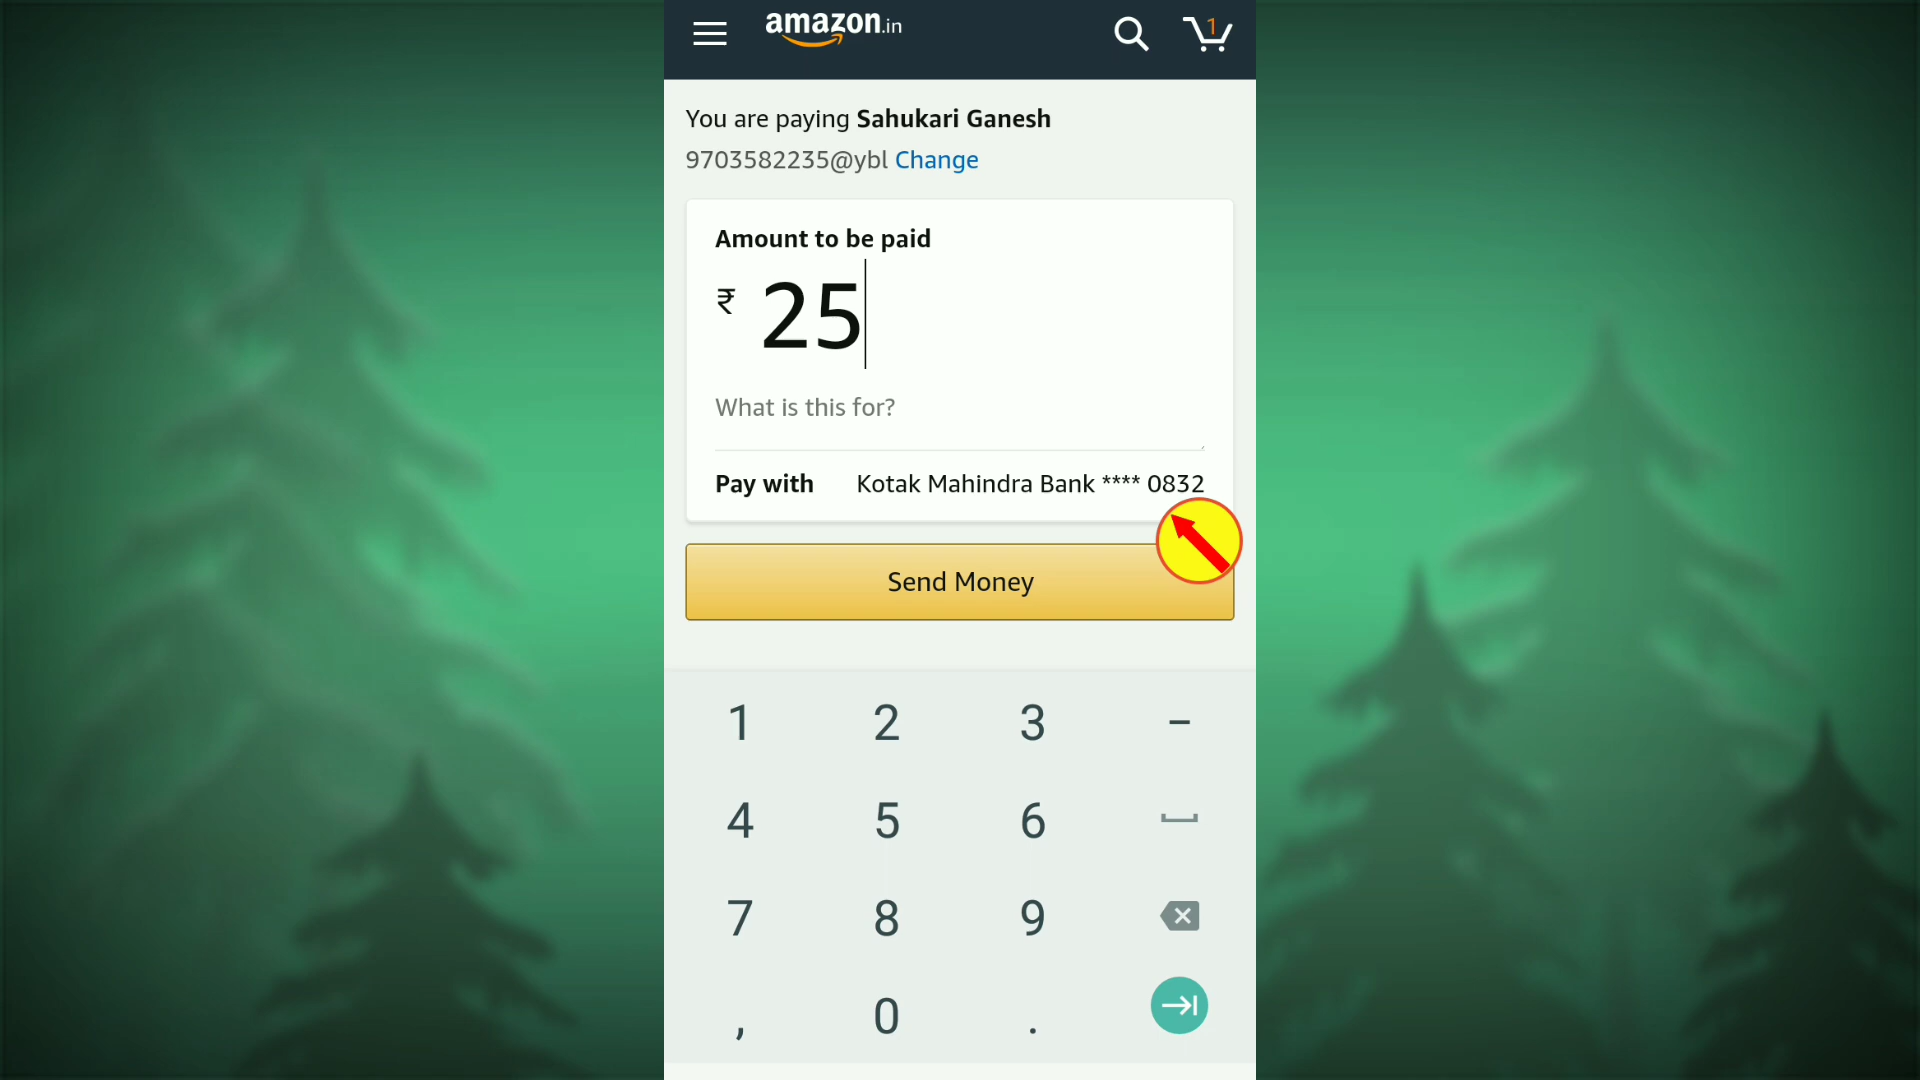 amazon.in
1
You are paying Sahukari Ganesh
9703582235@ybl Change
Amount to be paid
₹ 25
What is this for?
Pay with Kotak Mahindra Bank **** 0832
Send Money
1 2 3 -
4 5 6
7 8 9
, 0 .